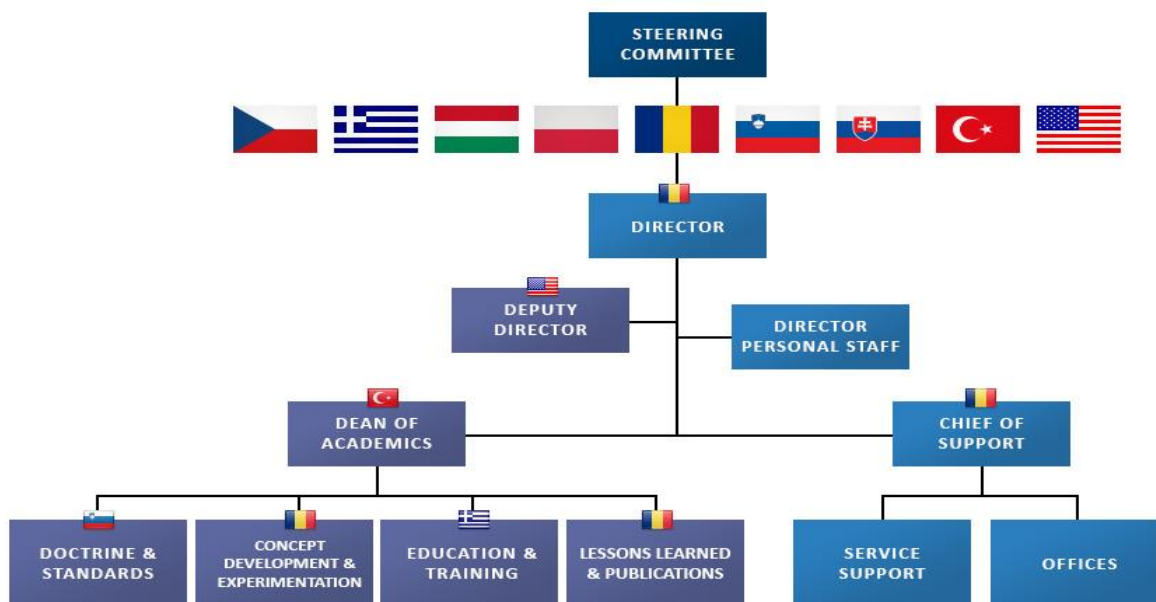 STEERING
COMMITTEE
DIRECTOR
DEPUTY
DIRECTOR
DIRECTOR
PERSONAL STAFF
DEAN OF
ACADEMICS
CHIEF OF
SUPPORT
DOCTRINE &
STANDARDS
CONCEPT
DEVELOPMENT &
EXPERIMENTATION
EDUCATION &
TRAINING
LESSONS LEARNED
& PUBLICATIONS
SERVICE
SUPPORT
OFFICES